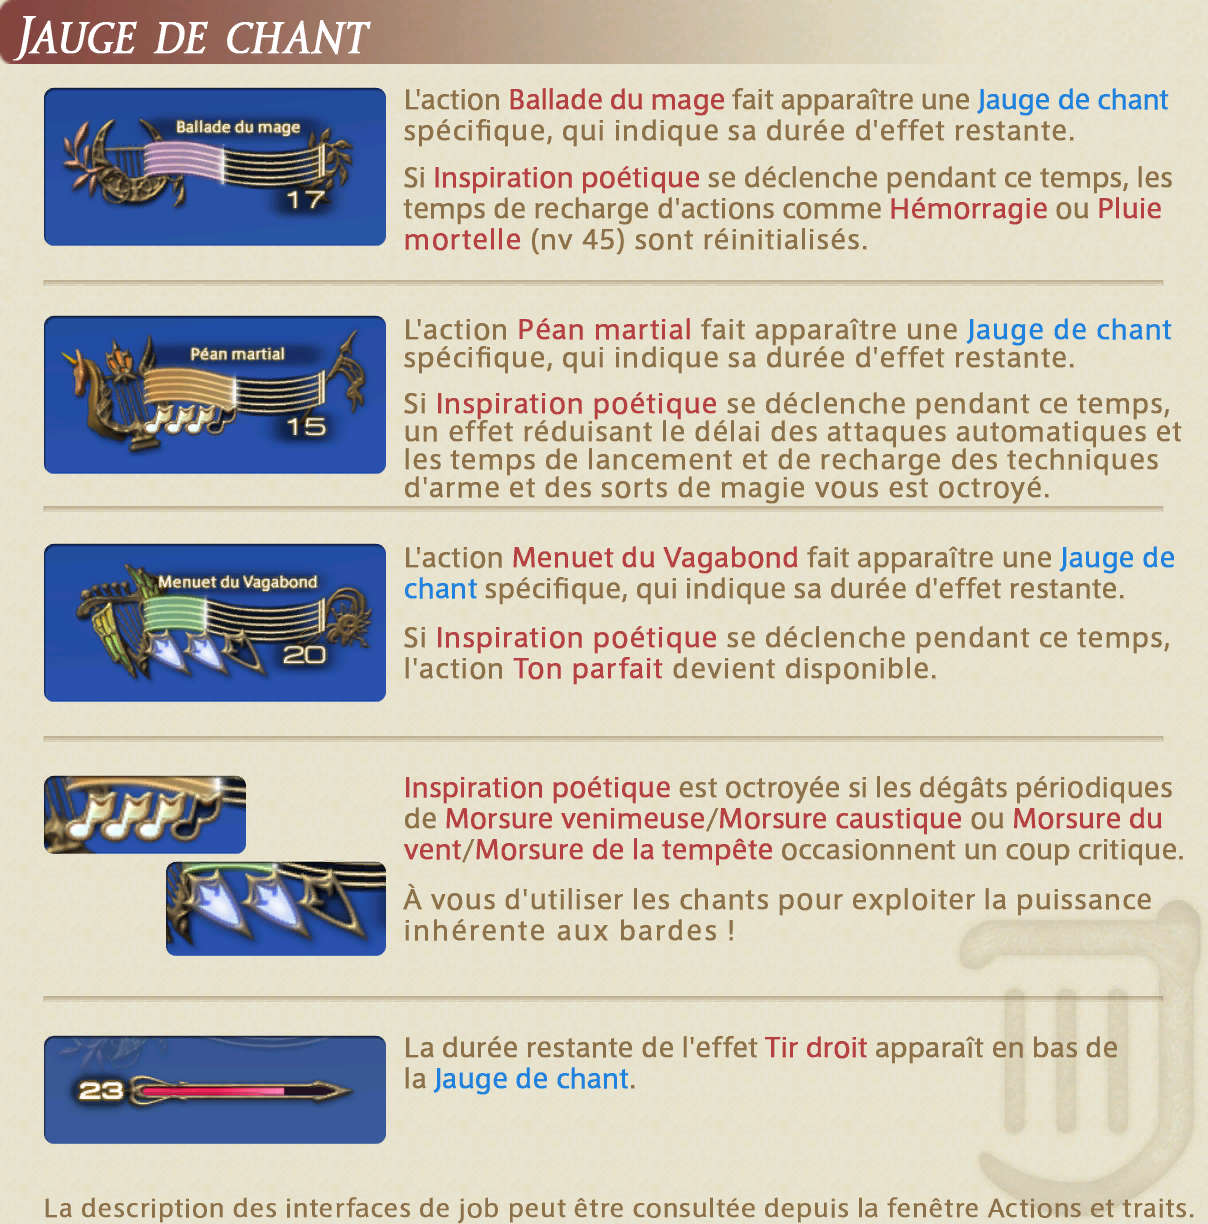 JAUGE DE CHANT
Ballade du mage
17
L'action Ballade du mage fait apparaître une Jauge de chant
spécifique, qui indique sa durée d'effet restante.
Si Inspiration poétique se déclenche pendant ce temps, les
temps de recharge d'actions comme Hémorragie ou Pluie
mortelle (nv 45) sont réinitialisés.
Péan martial
15
L'action Péan martial fait apparaître une Jauge de chant
spécifique, qui indique sa durée d'effet restante.
Si Inspiration poétique se déclenche pendant ce temps,
un effet réduisant le délai des attaques automatiques et
les temps de lancement et de recharge des techniques
d'arme et des sorts de magie vous est octroyé.
Menuet du Vagabond
20
L'action Menuet du Vagabond fait apparaître une Jauge de
chant spécifique, qui indique sa durée d'effet restante.
Si Inspiration poétique se déclenche pendant ce temps,
l'action Ton parfait devient disponible.
Inspiration poétique est octroyée si les dégâts périodiques
de Morsure venimeuse/Morsure caustique ou Morsure du
vent/Morsure de la tempête occasionnent un coup critique.
À vous d'utiliser les chants pour exploiter la puissance
inhérente aux bardes !
23
La durée restante de l'effet Tir droit apparaît en bas de
la Jauge de chant.
La description des interfaces de job peut être consultée depuis la fenêtre Actions et traits.